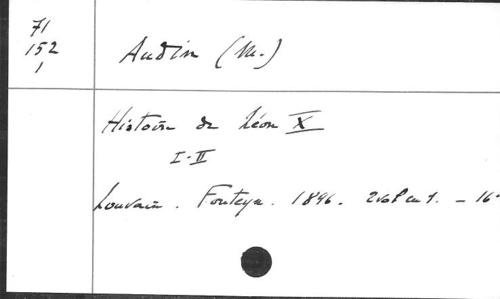 71
152
1
Audin (M.)
Histoire de Léon X
I-II
Louvain. Fonteyn. 1846. 2 vol en 1. - 16-